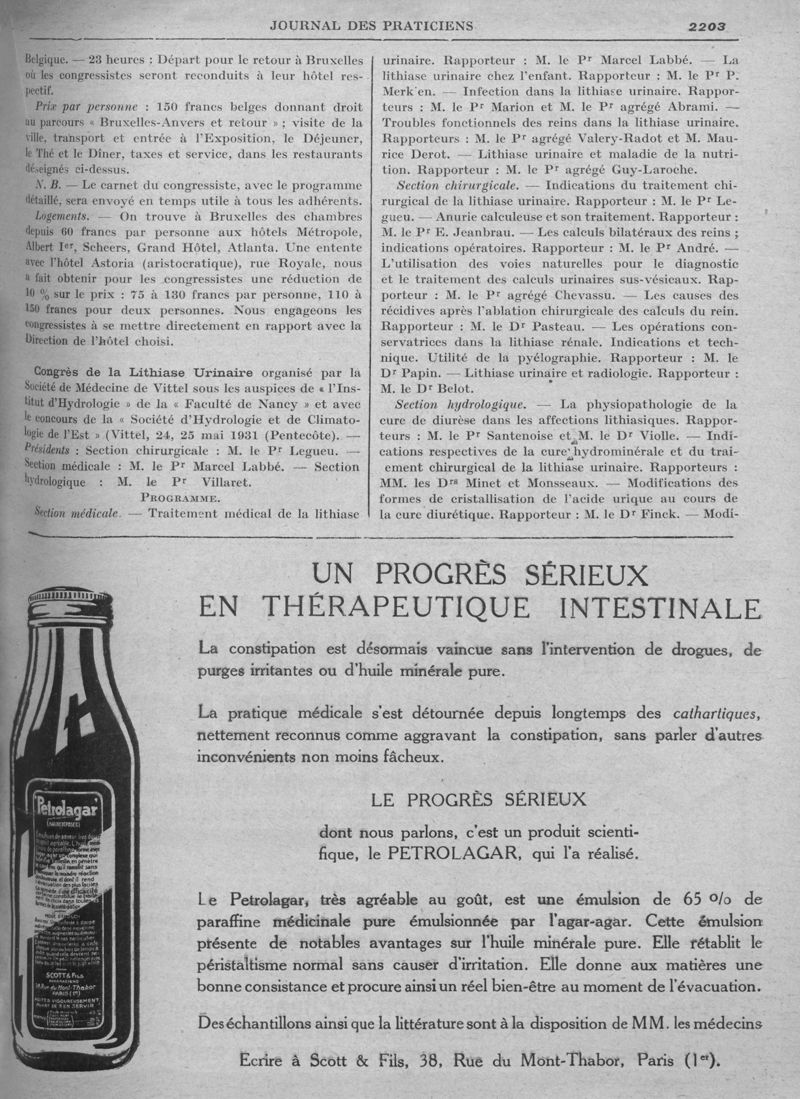 JOURNAL DES PRATICIENS
2203
Belgique. — 23 heures : Départ pour le retour à Bruxelles
où les congressistes seront reconduits à leur hôtel res-
pectif.
Prix par personne : 150 francs belges donnant droit
au parcours « Bruxelles-Anvers et retour » ; visite de la
ville, transport et entrée à l'Exposition, le Déjeuner,
le Thé et le Dîner, taxes et service, dans les restaurants
désignés ci-dessus.
N. B. — Le carnet du congressiste, avec le programme
détaillé, sera envoyé en temps utile à tous les adhérents.
Logements. — On trouve à Bruxelles des chambres
depuis 60 francs par personne aux hôtels Métropole,
Albert Ier, Scheers, Grand Hôtel, Atlanta. Une entente
avec l'hôtel Astoria (aristocratique), rue Royale, nous
a fait obtenir pour les congressistes une réduction de
10 % sur le prix : 75 à 130 francs par personne, 110 à
150 francs pour deux personnes. Nous engageons les
congressistes à se mettre directement en rapport avec la
Direction de l'hôtel choisi.
Congrès de la Lithiase Urinaire organisé par la
Société de Médecine de Vittel sous les auspices de « l'Ins-
titut d'Hydrologie » de la « Faculté de Nancy » et avec
le concours de la « Société d'Hydrologie et de Climato-
logie de l'Est » (Vittel, 24, 25 mai 1931 (Pentecôte). —
Présidents : Section chirurgicale : M. le Pr Legueu. —
Section médicale : M. le Pr Marcel Labbé. — Section
hydrologique : M. le Pr Villaret.
PROGRAMME.
Section médicale. — Traitement médical de la lithiase
urinaire. Rapporteur : M. le Pr Marcel Labbé. — La
lithiase urinaire chez l'enfant. Rapporteur : M. le Pr P.
Merk'en. — Infection dans la lithiase urinaire. Rappor-
teurs : M. le Pr Marion et M. le Pr agrégé Abrami. —
Troubles fonctionnels des reins dans la lithiase urinaire.
Rapporteurs : M. le Pr agrégé Valery-Radot et M. Mau-
rice Derot. — Lithiase urinaire et maladie de la nutri-
tion. Rapporteur : M. le Pr agrégé Guy-Laroche.
Section chirurgicale. — Indications du traitement chi-
rurgical de la lithiase urinaire. Rapporteur : M. le Pr Le-
gueu. — Anurie calculeuse et son traitement. Rapporteur :
M. le Pr E. Jeanbrau. — Les calculs bilatéraux des reins ;
indications opératoires. Rapporteur : M. le Pr André. —
L'utilisation des voies naturelles pour le diagnostic
et le traitement des calculs urinaires sus-vésicaux. Rap-
porteur : M. le Pr agrégé Chevassu. — Les causes des
récidives après l'ablation chirurgicale des calculs du rein.
Rapporteur : M. le Dr Pasteau. — Les opérations con-
servatrices dans la lithiase rénale. Indications et tech-
nique. Utilité de la pyélographie. Rapporteur : M. le
Dr Papin. — Lithiase urinaire et radiologie. Rapporteur :
M. le Dr Belot.
Section hydrologique. — La physiopathologie de la
cure de diurèse dans les affections lithiasiques. Rappor-
teurs : M. le Pr Santenoise et M. le Dr Violle. — Indi-
cations respectives de la cure hydrominérale et du trai-
ement chirurgical de la lithiase urinaire. Rapporteurs :
MM. les Drs Minet et Monsseaux. — Modifications des
formes de cristallisation de l'acide urique au cours de
la cure diurétique. Rapporteur : M. le Dr Finck. — Modi-
UN PROGRÈS SÉRIEUX
EN THÉRAPEUTIQUE INTESTINALE
La constipation est désormais vaincue sans l'intervention de drogues, de
purges irritantes ou d'huile minérale pure.
La pratique médicale s'est détournée depuis longtemps des cathartiques,
nettement reconnus comme aggravant la constipation, sans parler d'autres
inconvénients non moins fâcheux.
LE PROGRÈS SÉRIEUX
dont nous parlons, c'est un produit scienti-
fique, le PETROLAGAR, qui l'a réalisé.
Le Petrolagar, très agréable au goût, est une émulsion de 65 o/o de
paraffine médicinale pure émulsionnée par l'agar-agar. Cette émulsion
présente de notables avantages sur l'huile minérale pure. Elle rétablit le
péristaltisme normal sans causer d'irritation. Elle donne aux matières une
bonne consistance et procure ainsi un réel bien-être au moment de l'évacuation.
Des échantillons ainsi que la littérature sont à la disposition de MM. les médecins
Ecrire à Scott & Fils, 38, Rue du Mont-Thabor, Paris (1er).
Petrolagar
MODE D'EMPLOI
SCOTT & FILS
Rue du Mont-Thabor
PARIS (1er)
AGITEZ VIGOUREUSEMENT
AVANT DE S'EN SERVIR